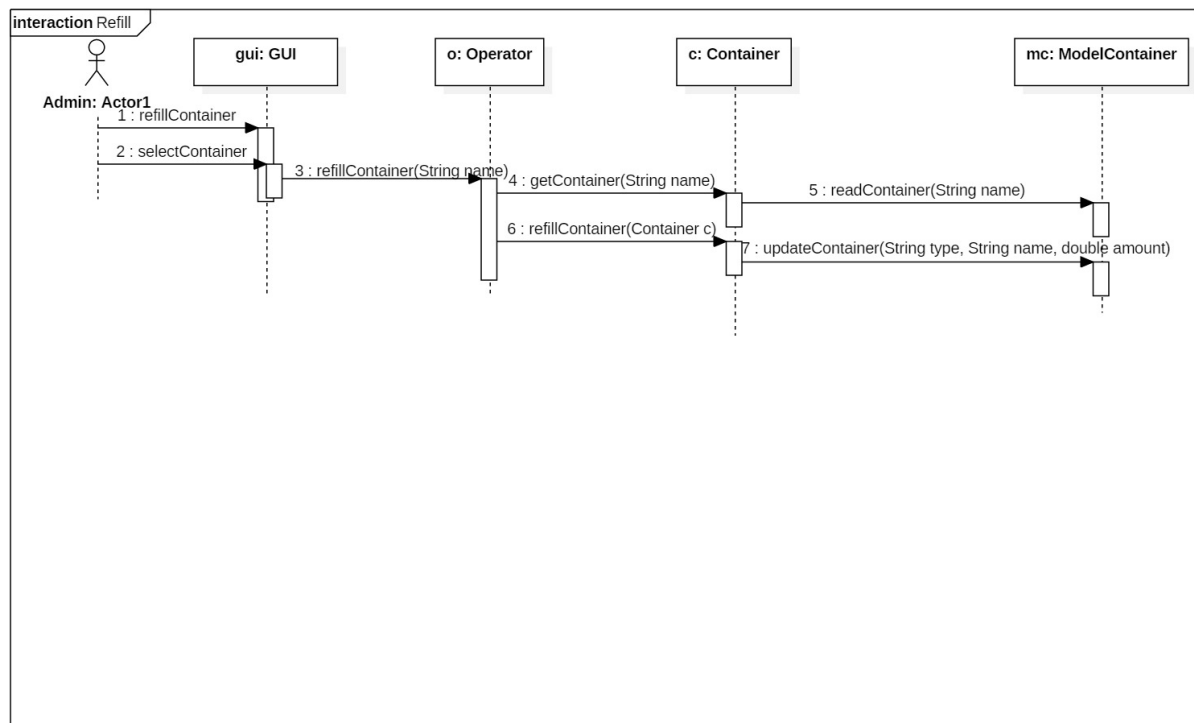 interaction Refill
gui: GUI
o: Operator
c: Container
mc: ModelContainer
Admin: Actor1
1 : refillContainer
2 : selectContainer
3 : refillContainer(String name)
4 : getContainer(String name)
5 : readContainer(String name)
6 : refillContainer(Container c)
7 : updateContainer(String type, String name, double amount)